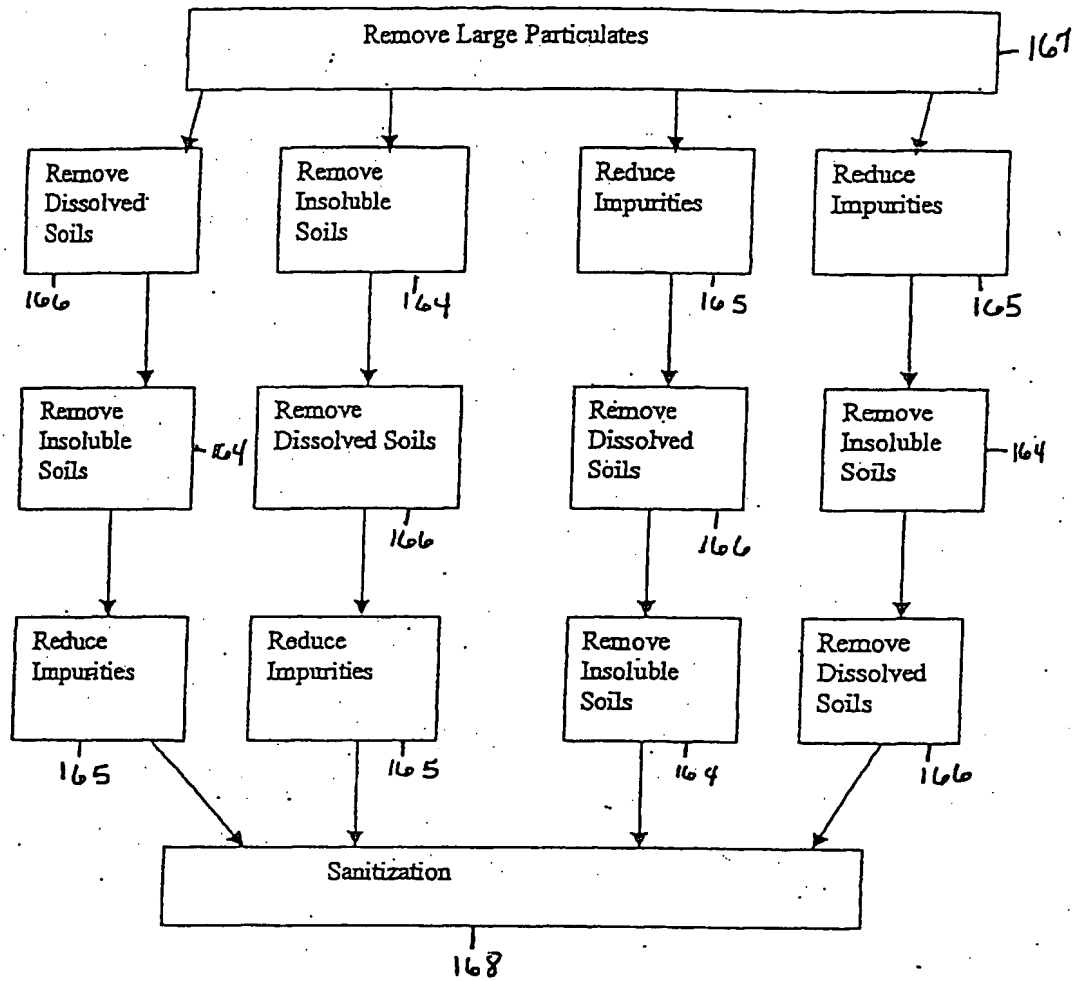 Remove Large Particulates
167
Remove
Dissolved
Soils
166
Remove
Insoluble
Soils
164
Reduce
Impurities
165
Reduce
Impurities
165
Remove
Insoluble
Soils
164
Remove
Dissolved Soils
166
Remove
Dissolved
Soils
166
Remove
Insoluble
Soils
164
Reduce
Impurities
165
Reduce
Impurities
165
Remove
Insoluble
Soils
164
Remove
Dissolved
Soils
166
Sanitization
168